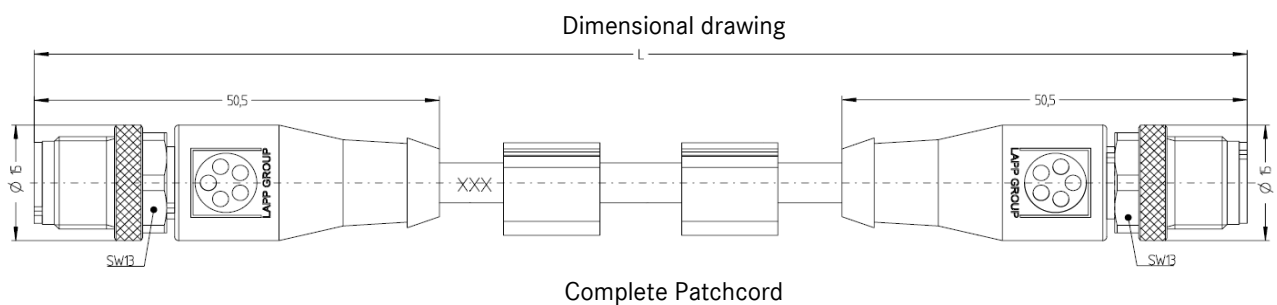 Dimensional drawing
L
50,5
50,5
Ø 15
LAPP GROUP
XXX
LAPP GROUP
Ø 15
SW13
SW13
Complete Patchcord